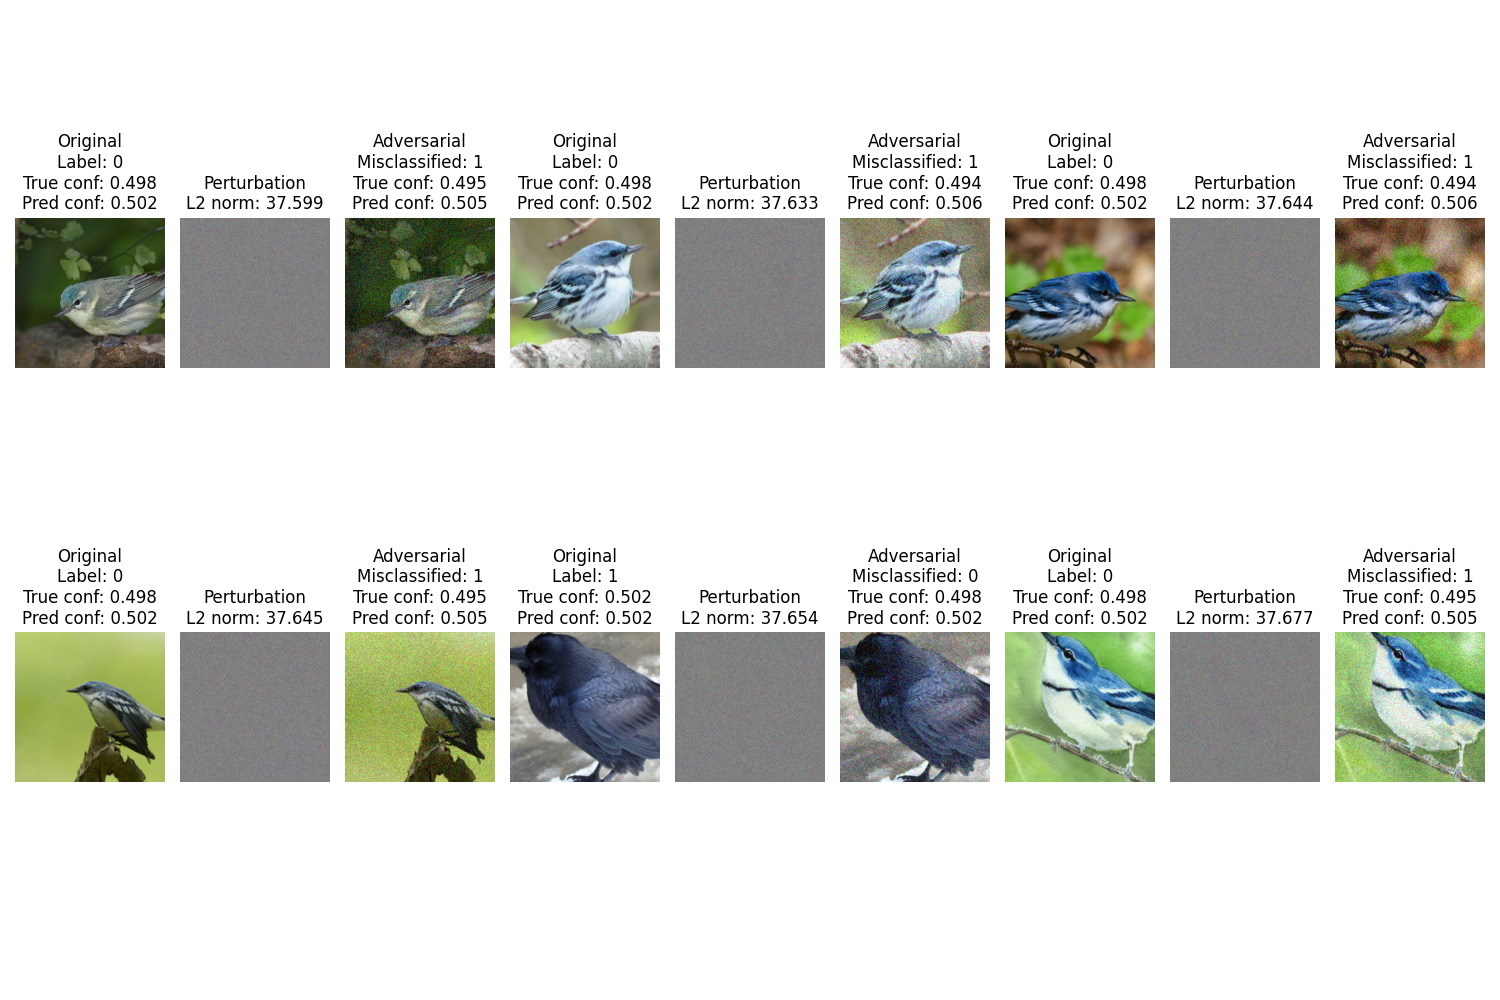 Original
Label: 0
True conf: 0.498
Pred conf: 0.502
Perturbation
L2 norm: 37.599
Adversarial
Misclassified: 1
True conf: 0.495
Pred conf: 0.505
Original
Label: 0
True conf: 0.498
Pred conf: 0.502
Perturbation
L2 norm: 37.633
Adversarial
Misclassified: 1
True conf: 0.494
Pred conf: 0.506
Original
Label: 0
True conf: 0.498
Pred conf: 0.502
Perturbation
L2 norm: 37.644
Adversarial
Misclassified: 1
True conf: 0.494
Pred conf: 0.506
Original
Label: 0
True conf: 0.498
Pred conf: 0.502
Perturbation
L2 norm: 37.645
Adversarial
Misclassified: 1
True conf: 0.495
Pred conf: 0.505
Original
Label: 1
True conf: 0.502
Pred conf: 0.502
Perturbation
L2 norm: 37.654
Adversarial
Misclassified: 0
True conf: 0.498
Pred conf: 0.502
Original
Label: 0
True conf: 0.498
Pred conf: 0.502
Perturbation
L2 norm: 37.677
Adversarial
Misclassified: 1
True conf: 0.495
Pred conf: 0.505